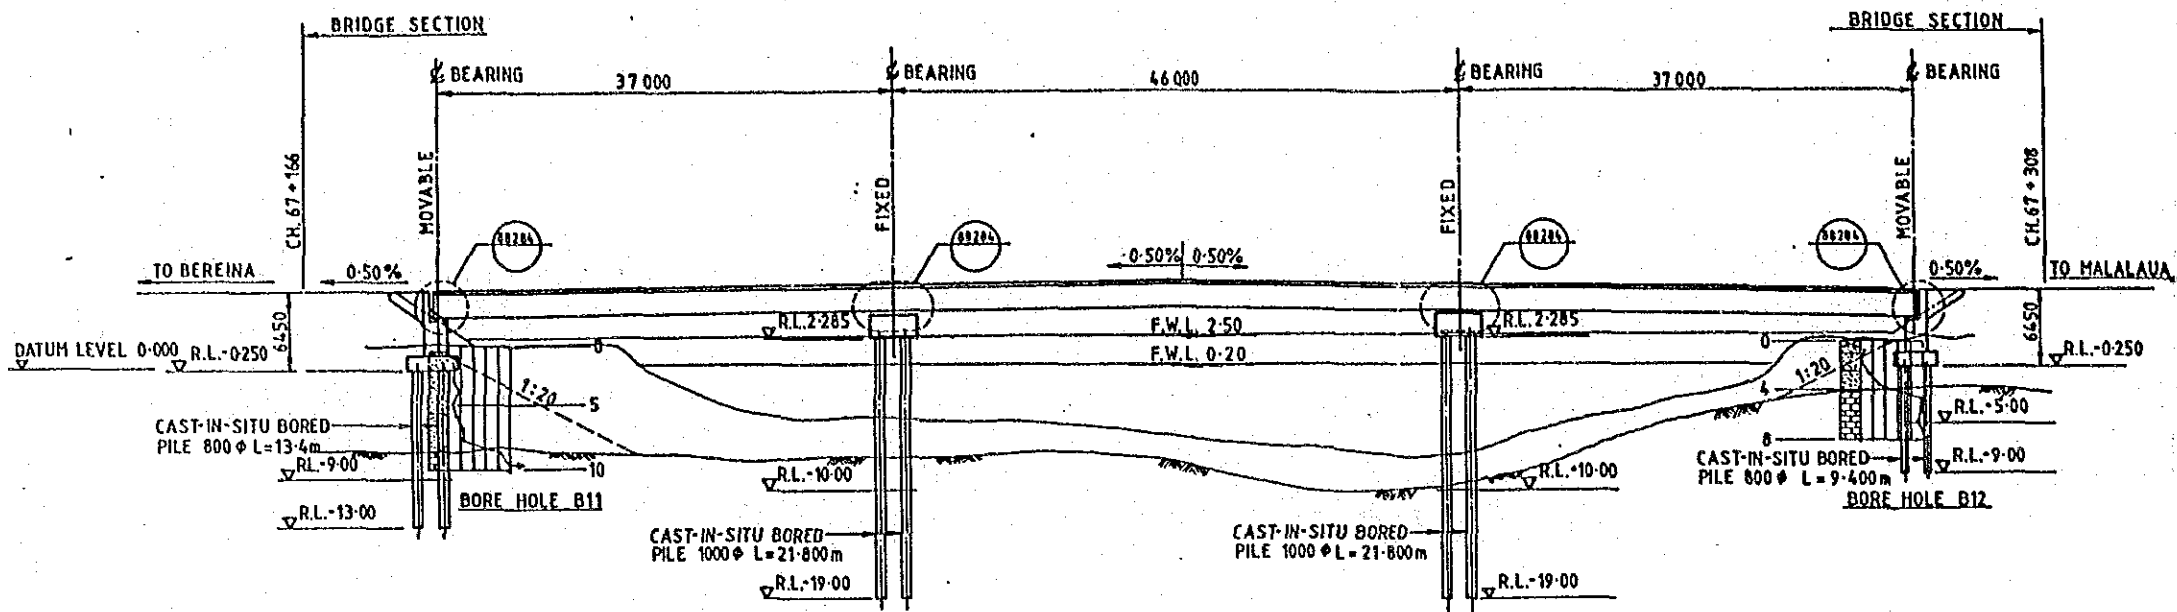 BRIDGE SECTION
BRIDGE SECTION
℄ BEARING
℄ BEARING
℄ BEARING
℄ BEARING
37 000
46 000
37 000
CH. 67 + 166
MOVABLE
FIXED
FIXED
MOVABLE
CH. 67 + 308
88284
88284
88284
88284
TO BEREINA
0·50%
0·50% 0·50%
0·50%
TO MALALAUA
6450
R.L. 2·285
F.W.L. 2·50
R.L. 2·285
6450
DATUM LEVEL 0·000
R.L.-0·250
0
F.W.L. 0·20
0
R.L.-0·250
1:20
1:20
5
4
CAST-IN-SITU BORED
PILE 800 φ L=13·4m
R.L.-5·00
8
R.L.-9·00
10
R.L.-10·00
R.L.-10·00
CAST-IN-SITU BORED
PILE 800 φ L = 9·400m
R.L.-9·00
BORE HOLE B11
BORE HOLE B12
R.L.-13·00
CAST-IN-SITU BORED
PILE 1000 φ L = 21·800m
CAST-IN-SITU BORED
PILE 1000 φ L = 21·800m
R.L.-19·00
R.L.-19·00